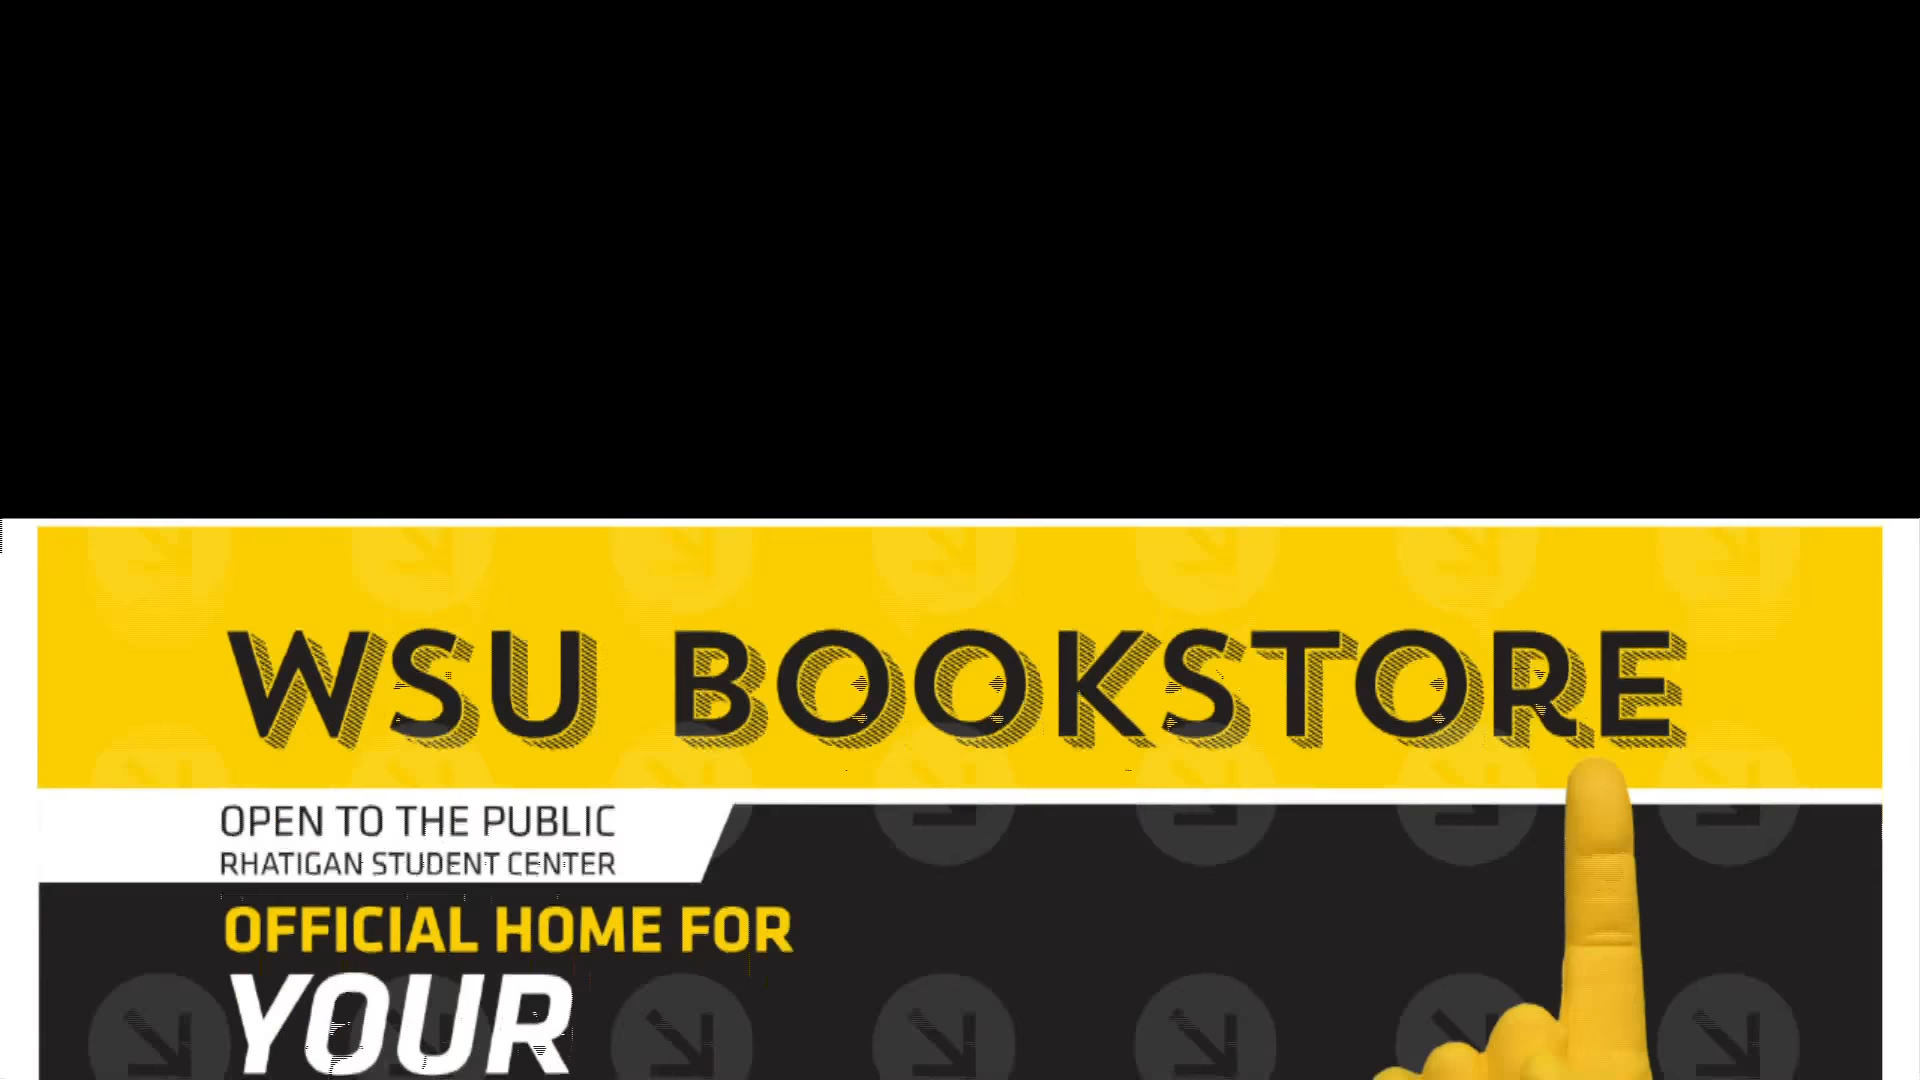 WSU BOOKSTORE
OPEN TO THE PUBLIC
RHATIGAN STUDENT CENTER
OFFICIAL HOME FOR
YOUR